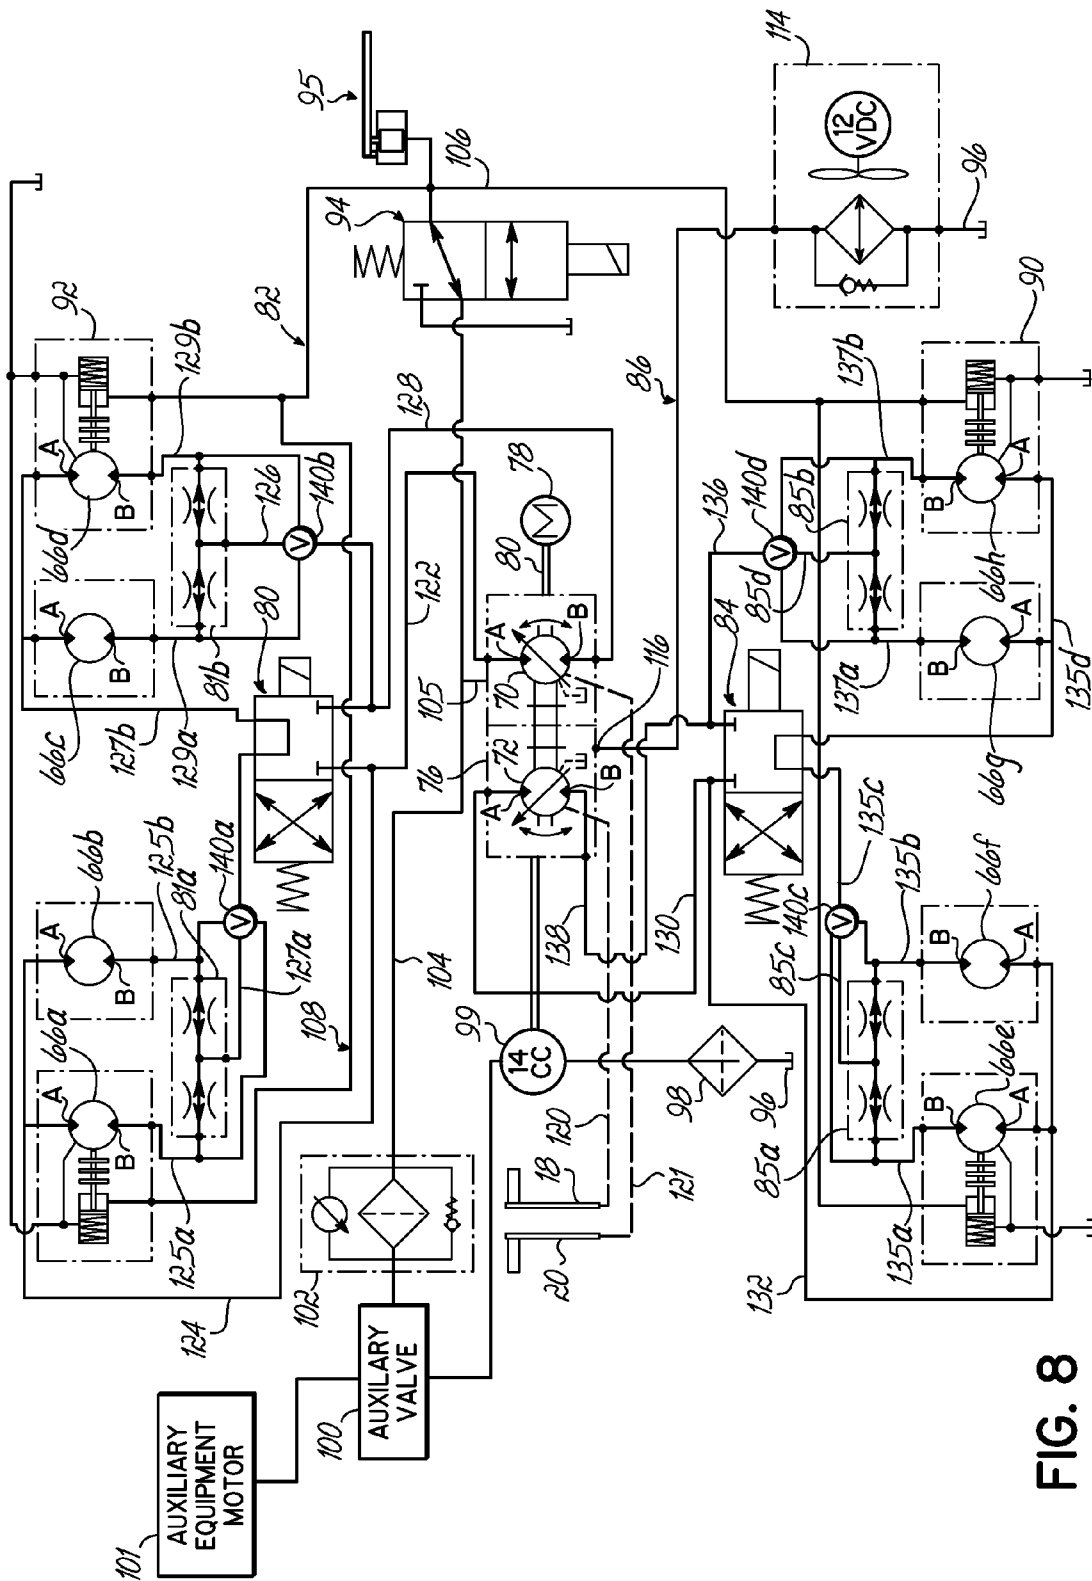 95
106
94
92
82
129b
66d
A
B
126
140b
128
122
66c
A
B
127b
129a
81b
80
66b
A
B
125b
81a
140a
127a
108
66a
A
B
125a
124
102
104
105
76
72
A
B
70
A
B
80
78
M
116
86
114
12
VDC
96
90
137b
85b
140d
136
85d
84
137a
66h
B
A
66g
B
A
135d
135c
135b
140c
85c
66f
B
A
66e
B
A
85a
135a
132
130
138
99
14
CC
98
96
120
121
18
20
V
V
V
V
AUXILARY
VALVE
100
AUXILIARY
EQUIPMENT
MOTOR
101
FIG. 8